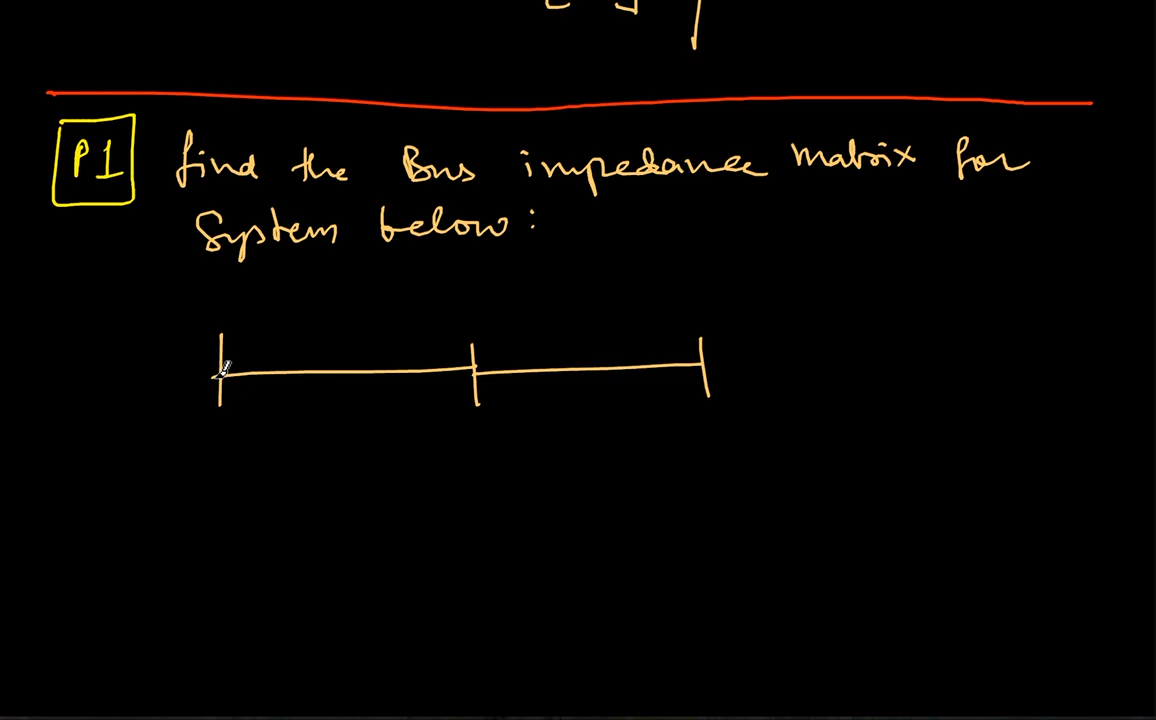 P1 find the Bus impedance matrix for
System below: